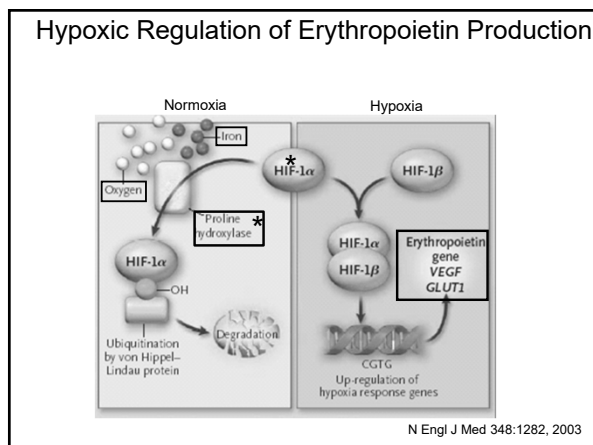 Hypoxic Regulation of Erythropoietin Production
Normoxia
Hypoxia
Iron
Oxygen
*
HIF-1α
HIF-1β
Proline *
hydroxylase
HIF-1α
OH
Ubiquitination
by von Hippel–
Lindau protein
Degradation
HIF-1α
HIF-1β
Erythropoietin
gene
VEGF
GLUT1
CGTG
Up-regulation of
hypoxia response genes
N Engl J Med 348:1282, 2003